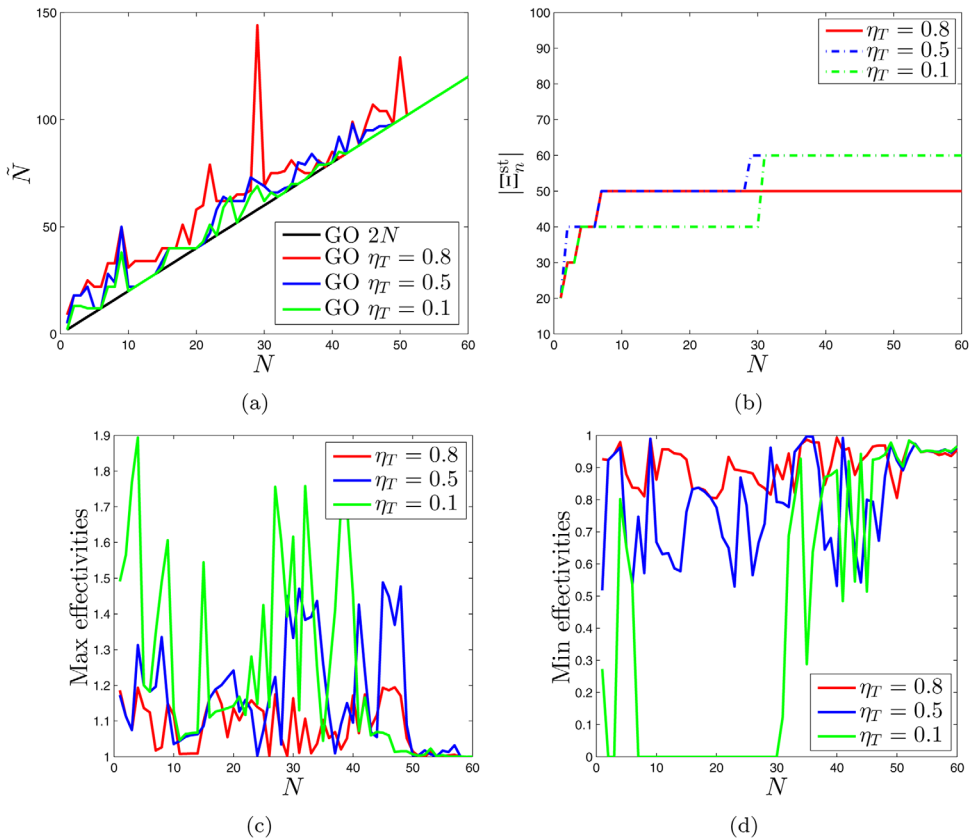 150
100
50
0
Ñ
0 10 20 30 40 50 60
N
GO 2N
GO η_T = 0.8
GO η_T = 0.5
GO η_T = 0.1
(a)
100
90
80
70
60
50
40
30
20
10
|Ξ_n^st|
0 10 20 30 40 50 60
N
η_T = 0.8
η_T = 0.5
η_T = 0.1
(b)
1.9
1.8
1.7
1.6
1.5
1.4
1.3
1.2
1.1
1
Max effectivities
0 10 20 30 40 50 60
N
η_T = 0.8
η_T = 0.5
η_T = 0.1
(c)
1
0.9
0.8
0.7
0.6
0.5
0.4
0.3
0.2
0.1
0
Min effectivities
0 10 20 30 40 50 60
N
η_T = 0.8
η_T = 0.5
η_T = 0.1
(d)